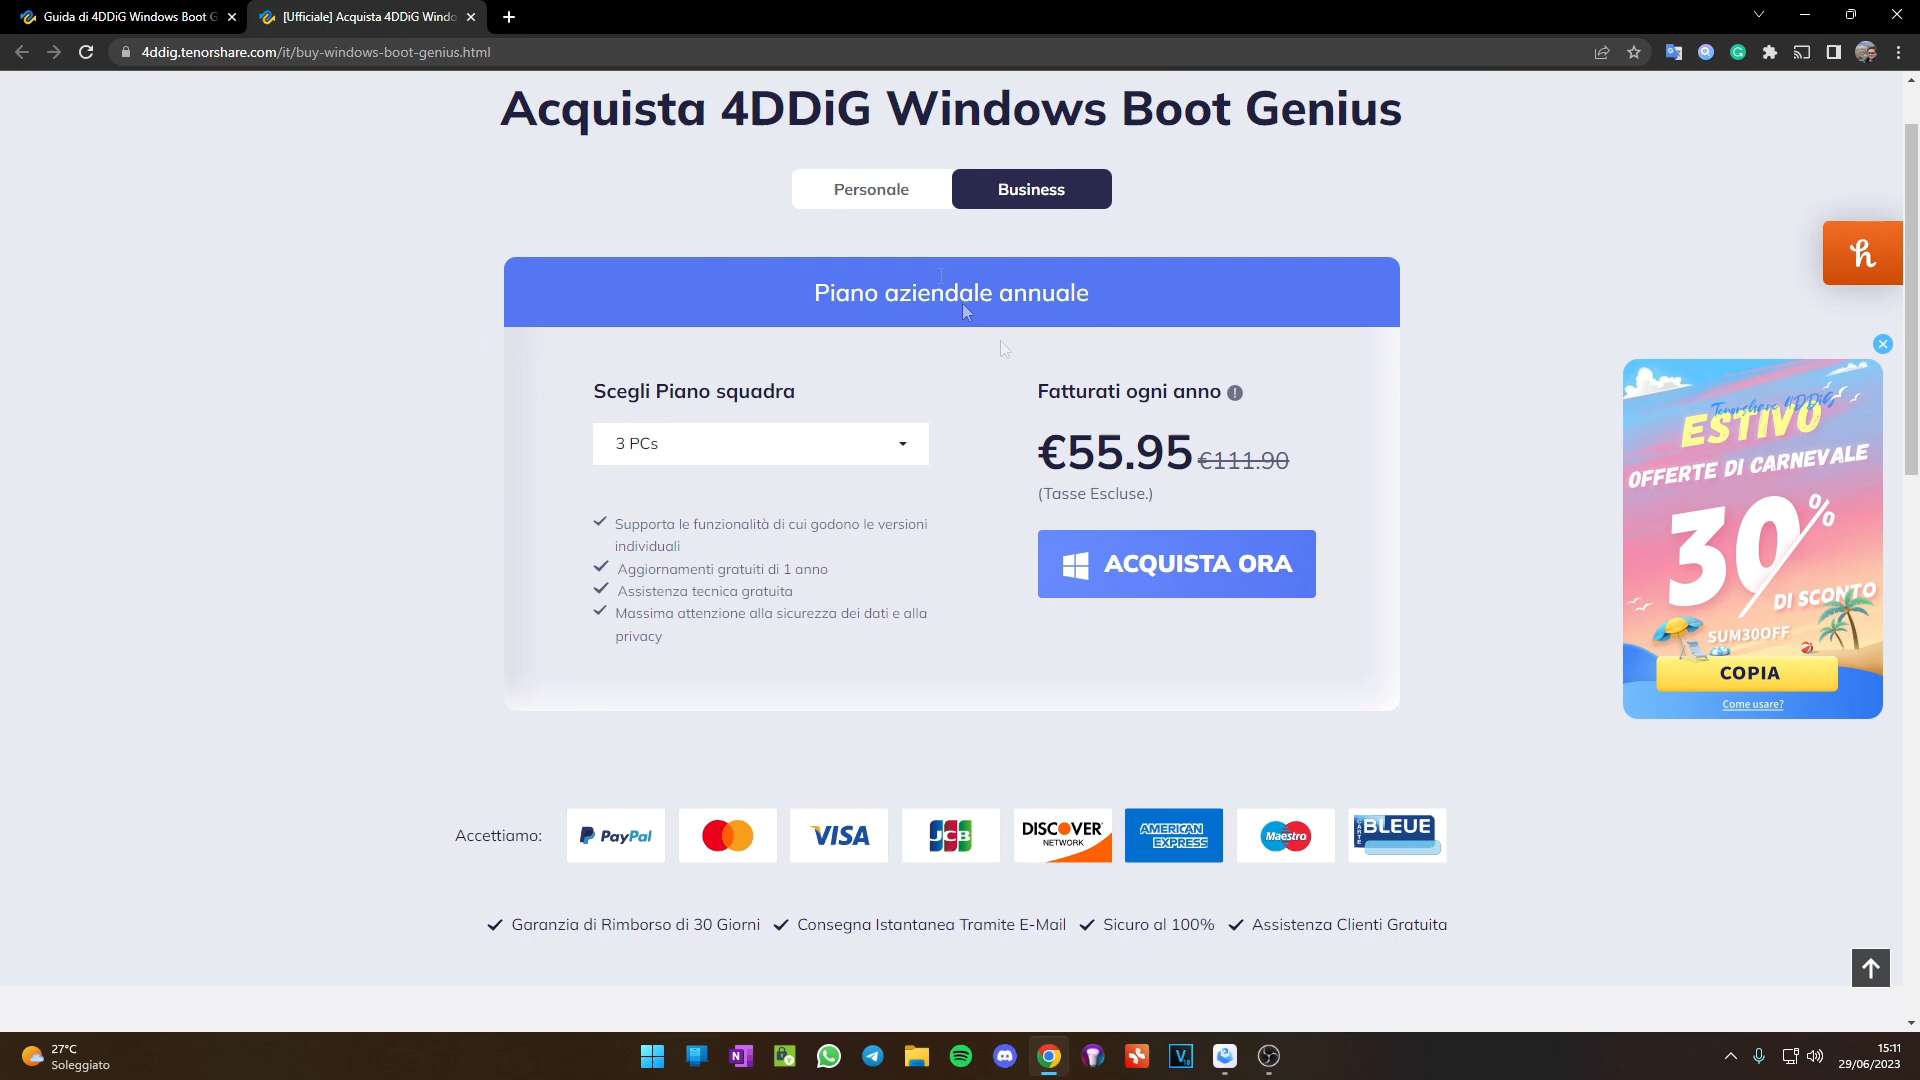 Guida di 4DDiG Windows Boot G
[Ufficiale] Acquista 4DDiG Windo
4ddig.tenorshare.com/it/buy-windows-boot-genius.html
Acquista 4DDiG Windows Boot Genius
Personale
Business
Piano aziendale annuale
Scegli Piano squadra
3 PCs
Supporta le funzionalità di cui godono le versioni
individuali
Aggiornamenti gratuiti di 1 anno
Assistenza tecnica gratuita
Massima attenzione alla sicurezza dei dati e alla
privacy
Fatturati ogni anno
€55.95 €111.90
(Tasse Escluse.)
ACQUISTA ORA
Tenorshare 4DDiG
ESTIVO
OFFERTE DI CARNEVALE
30%
DI SCONTO
SUM30OFF
COPIA
Come usare?
Accettiamo:
PayPal
VISA
JCB
DISCOVER
NETWORK
AMERICAN
EXPRESS
Maestro
CARTE
BLEUE
Garanzia di Rimborso di 30 Giorni
Consegna Istantanea Tramite E-Mail
Sicuro al 100%
Assistenza Clienti Gratuita
27°C
Soleggiato
15:11
29/06/2023